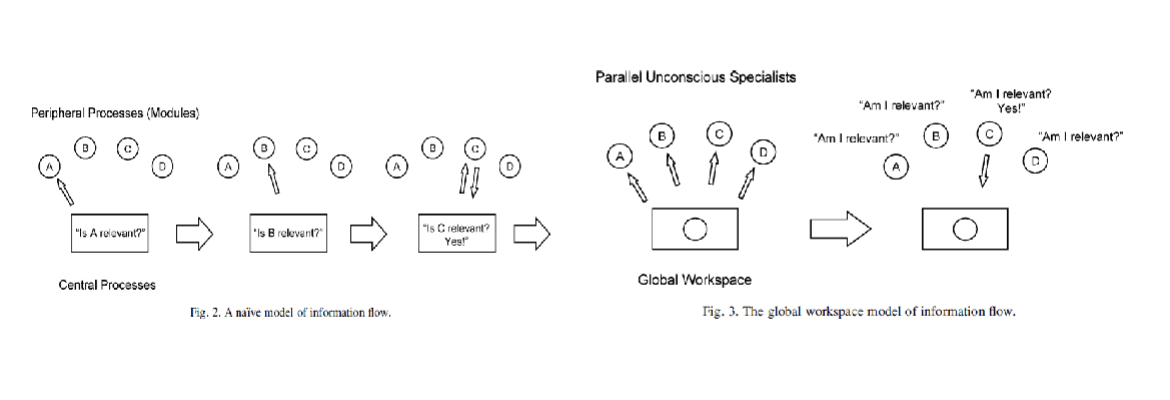 Peripheral Processes (Modules)
A B C D A B C D A B C D
"Is A relevant?"
"Is B relevant?"
"Is C relevant?
Yes!"
Central Processes
Fig. 2. A naïve model of information flow.
Parallel Unconscious Specialists
A B C D
"Am I relevant?"
"Am I relevant?"
"Am I relevant?
Yes!"
"Am I relevant?"
A B C D
Global Workspace
Fig. 3. The global workspace model of information flow.